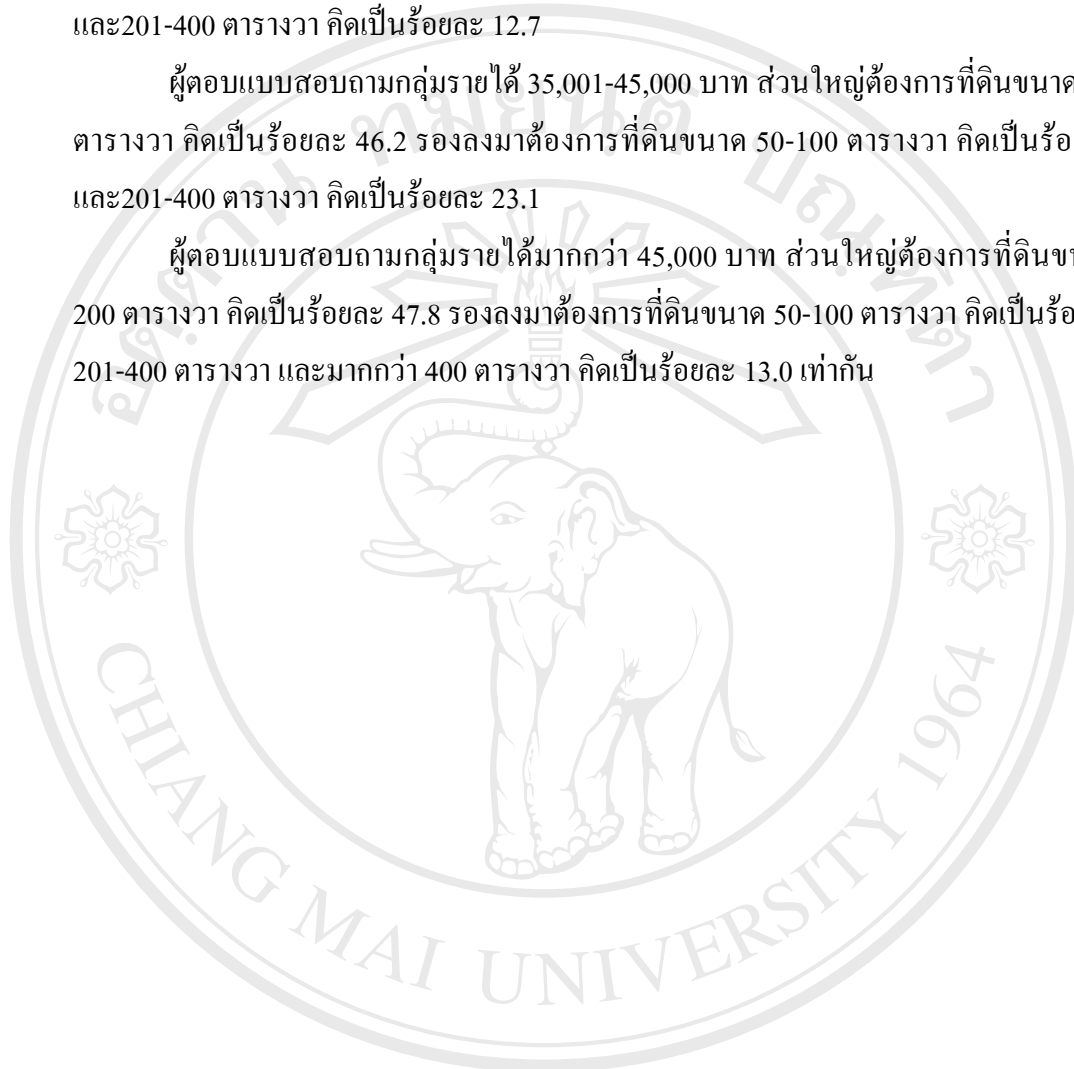 และ201-400 ตารางวา คิดเป็นร้อยละ 12.7
ผู้ตอบแบบสอบถามกลุ่มรายได้ 35,001-45,000 บาท ส่วนใหญ่ต้องการที่ดินขนาด
ตารางวา คิดเป็นร้อยละ 46.2 รองลงมาต้องการที่ดินขนาด 50-100 ตารางวา คิดเป็นร้อ
และ201-400 ตารางวา คิดเป็นร้อยละ 23.1
ผู้ตอบแบบสอบถามกลุ่มรายได้มากกว่า 45,000 บาท ส่วนใหญ่ต้องการที่ดินข
200 ตารางวา คิดเป็นร้อยละ 47.8 รองลงมาต้องการที่ดินขนาด 50-100 ตารางวา คิดเป็นร้อ
201-400 ตารางวา และมากกว่า 400 ตารางวา คิดเป็นร้อยละ 13.0 เท่ากัน
อตฺตานํ ทมยนฺติ ปณฺฑิตา
CHIANG MAI UNIVERSITY 1964